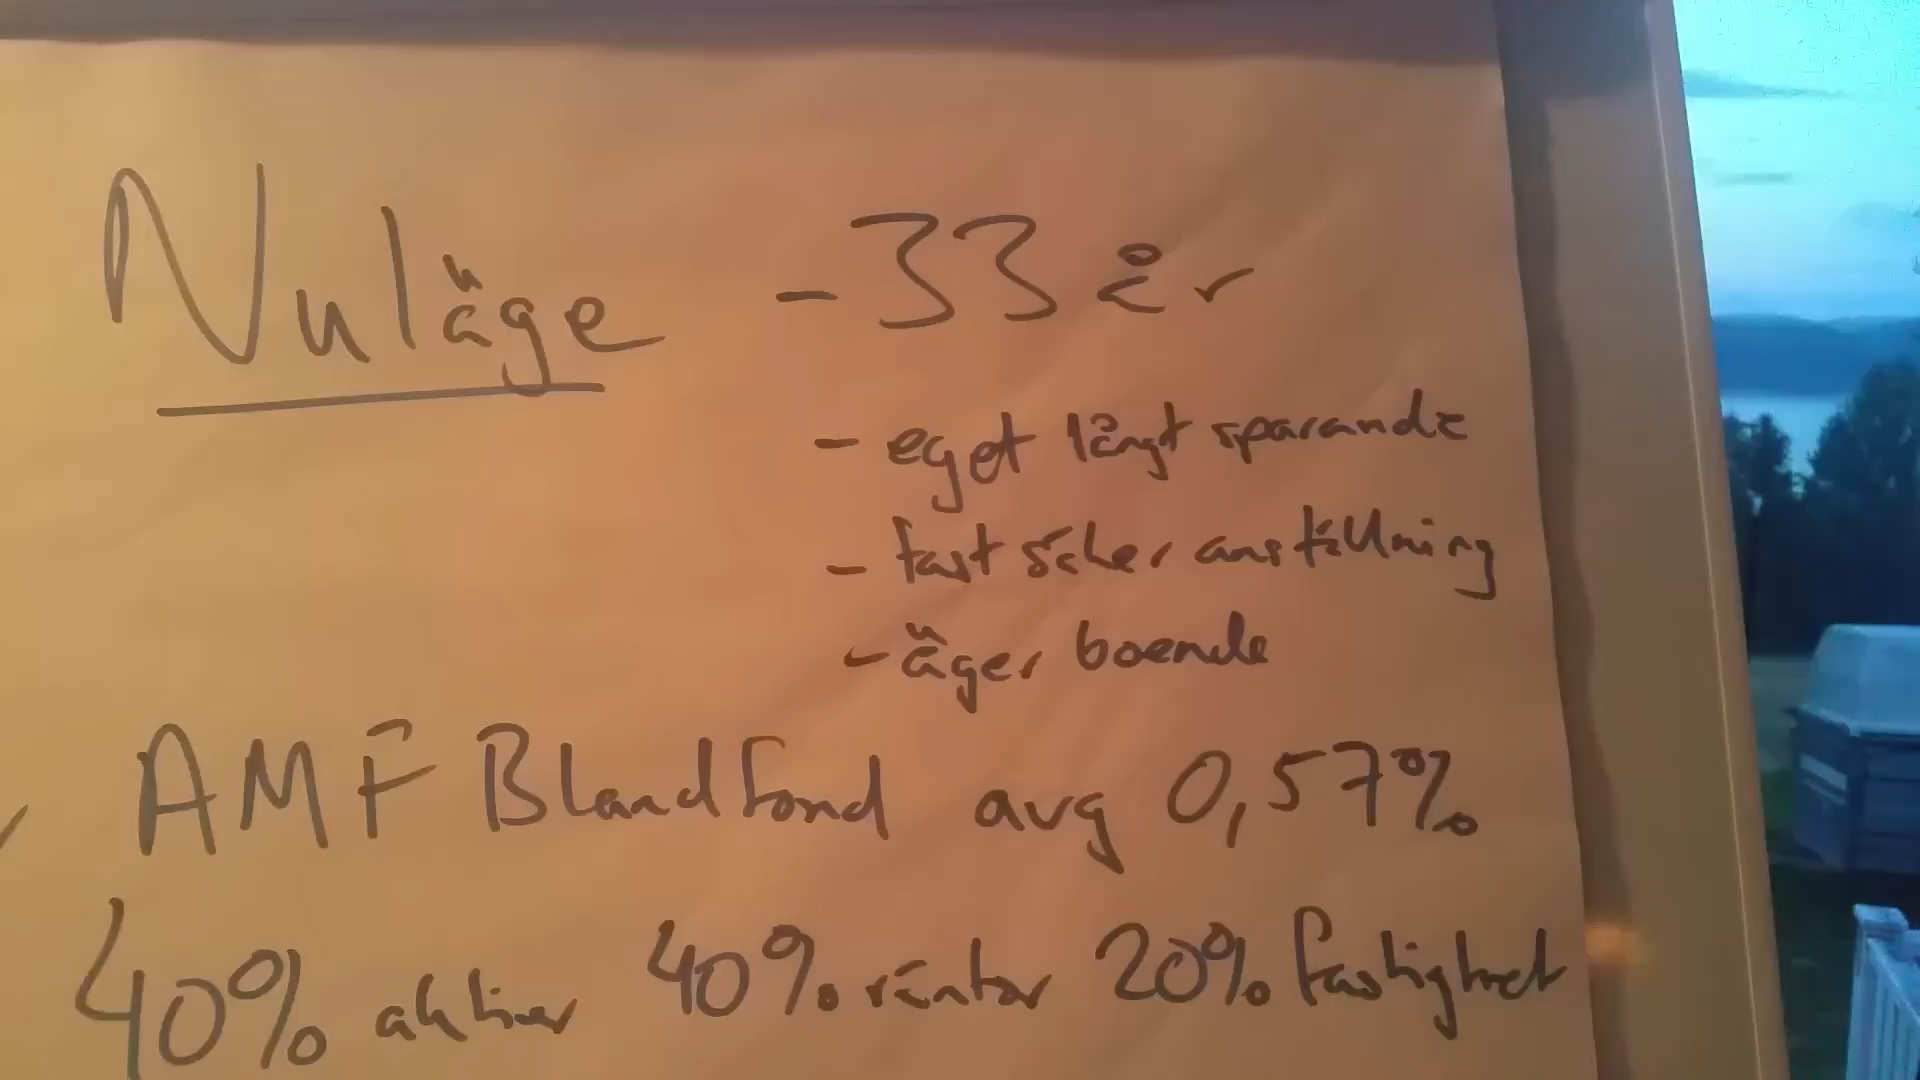 Nuläge - 33 år
- eget långt sparande
- fast säker anställning
- äger boende
AMF Blandfond avg 0,57%
40% aktier 40% räntor 20% fastighet